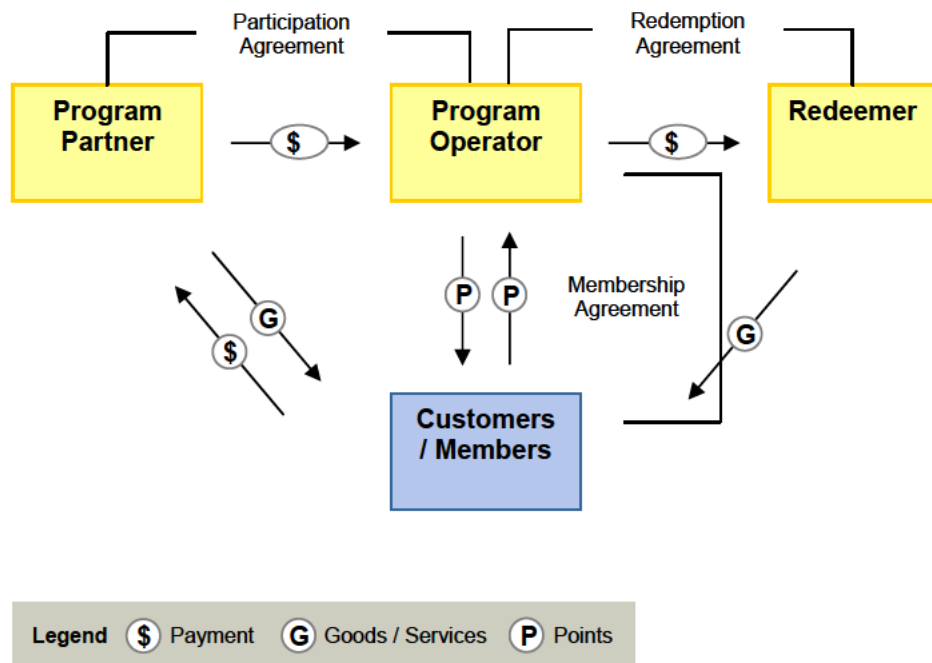 Participation
Agreement
Redemption
Agreement
Program
Partner
$
Program
Operator
$
Redeemer
P
P
Membership
Agreement
G
$
G
Customers
/ Members
Legend $ Payment G Goods / Services P Points